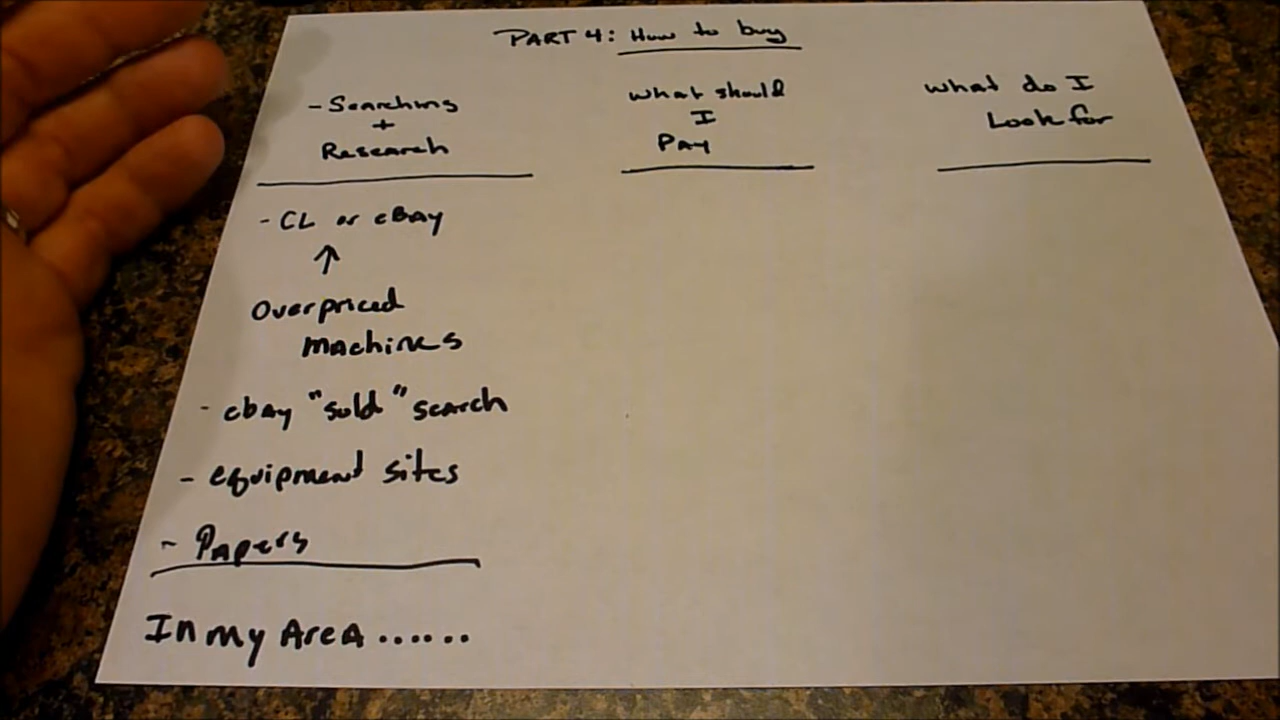 PART 4: How to buy
- Searching
+
Research
What should
I
Pay
What do I
Look for
- CL or eBay
↑
Overpriced
Machines
- ebay "sold" search
- equipment sites
- Papers
In my Area ......